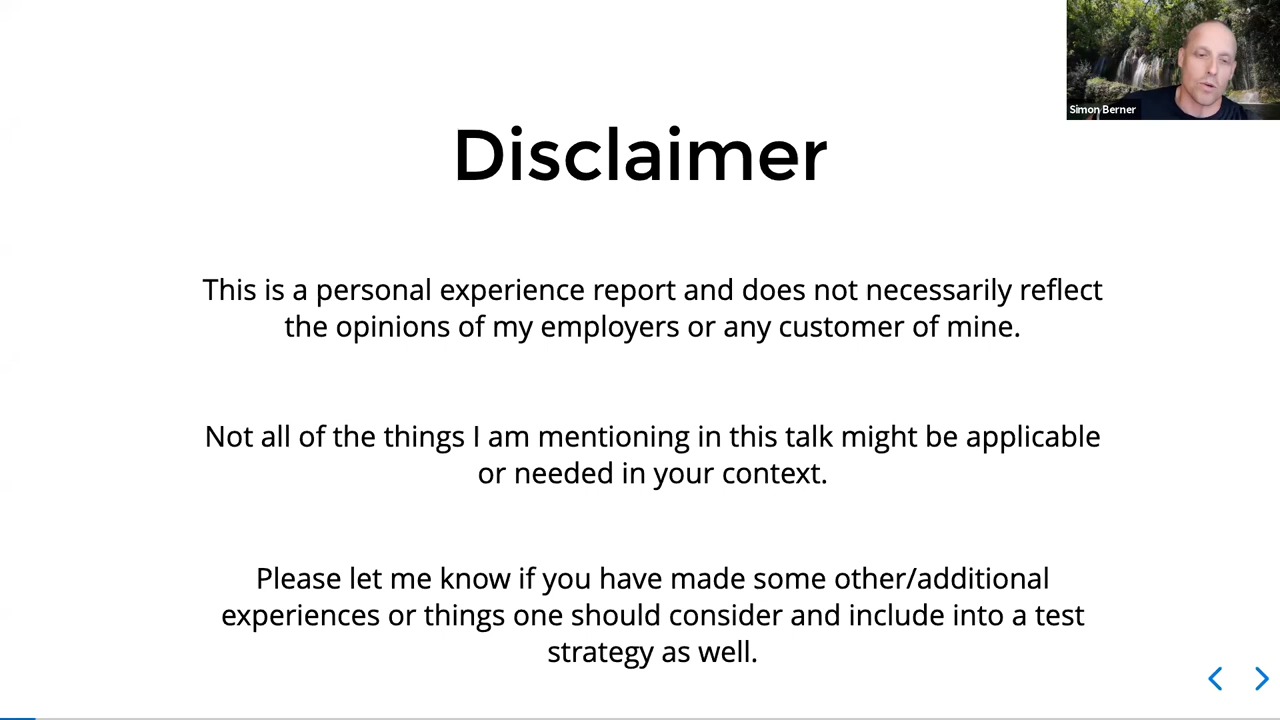 Simon Berner
Disclaimer
This is a personal experience report and does not necessarily reflect
the opinions of my employers or any customer of mine.
Not all of the things I am mentioning in this talk might be applicable
or needed in your context.
Please let me know if you have made some other/additional
experiences or things one should consider and include into a test
strategy as well.